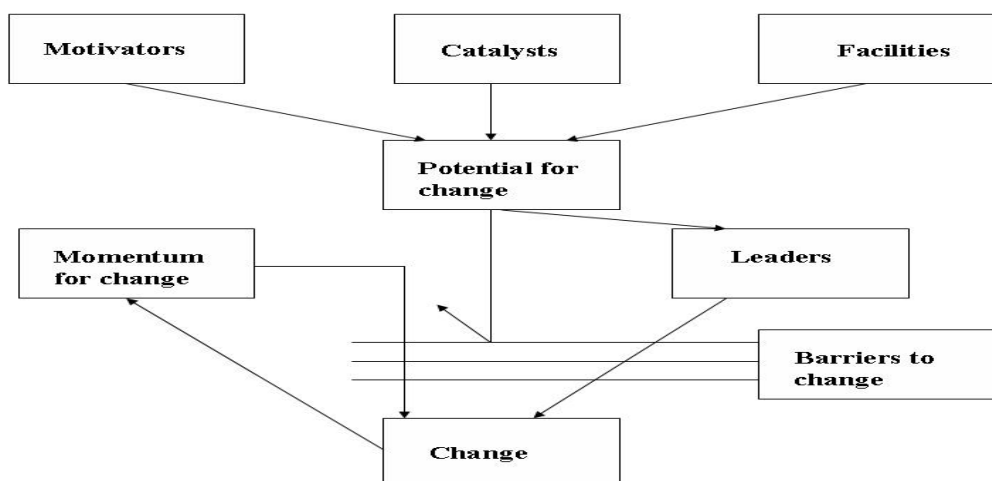 Motivators
Catalysts
Facilities
Potential for
change
Momentum
for change
Leaders
Barriers to
change
Change